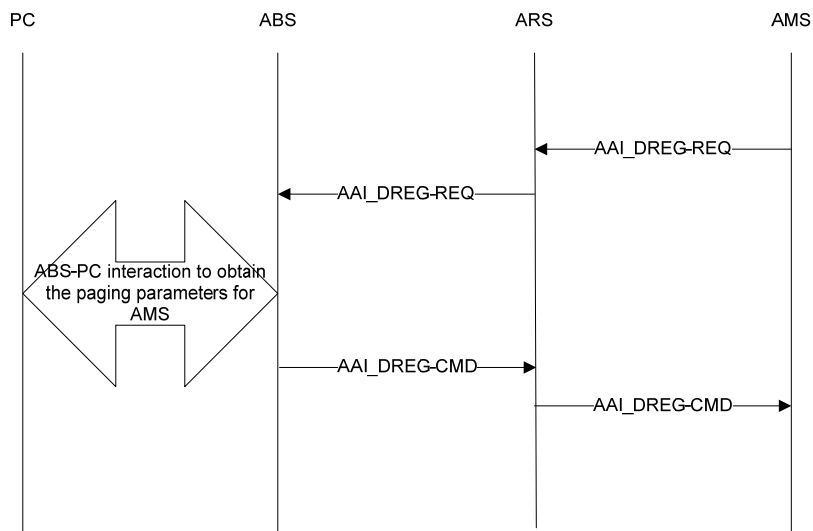 PC
ABS
ARS
AMS
AAI_DREG-REQ
AAI_DREG-REQ
ABS-PC interaction to obtain
the paging parameters for
AMS
AAI_DREG-CMD
AAI_DREG-CMD